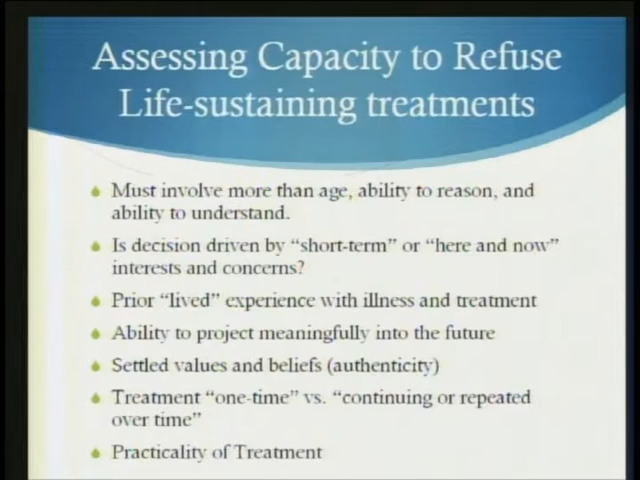 Assessing Capacity to Refuse
Life-sustaining treatments
Must involve more than age, ability to reason, and
ability to understand.
Is decision driven by “short-term” or “here and now”
interests and concerns?
Prior “lived” experience with illness and treatment
Ability to project meaningfully into the future
Settled values and beliefs (authenticity)
Treatment “one-time” vs. “continuing or repeated
over time”
Practicality of Treatment